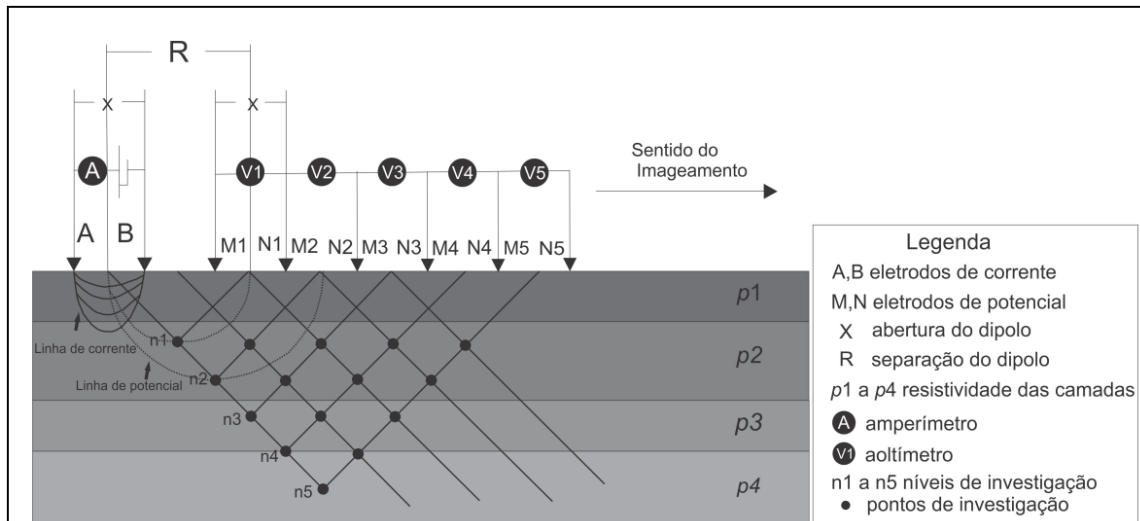 R
X
X
A
V1
V2
V3
V4
V5
Sentido do
Imageamento
A
B
M1
N1
M2
N2
M3
N3
M4
N4
M5
N5
p1
Linha de corrente
n1
p2
Linha de potencial
n2
n3
p3
n4
n5
p4
Legenda
A,B eletrodos de corrente
M,N eletrodos de potencial
X abertura do dipolo
R separação do dipolo
p1 a p4 resistividade das camadas
A amperímetro
V1 aoltímetro
n1 a n5 níveis de investigação
• pontos de investigação